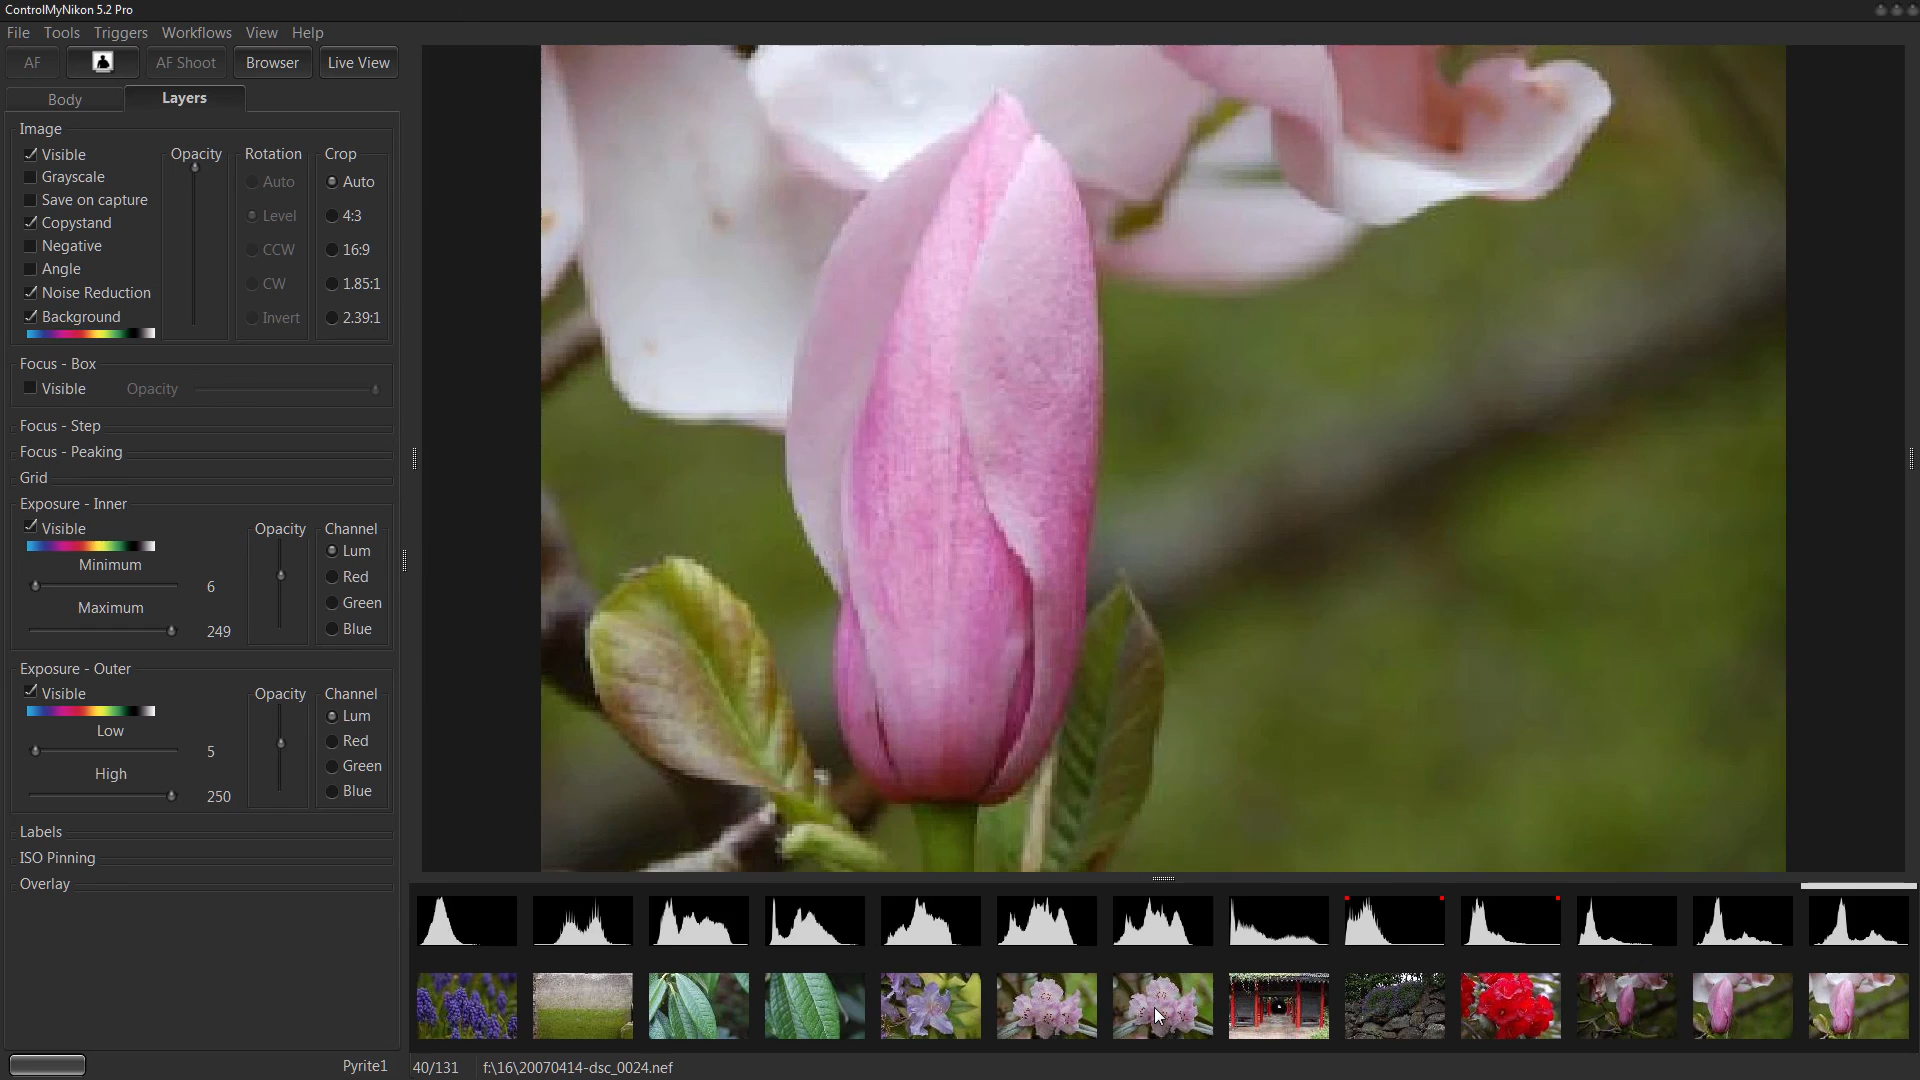 ControlMyNikon 5.2 Pro
File Tools Triggers Workflows View Help
AF AF Shoot Browser Live View
Body Layers
Image
Visible Opacity Rotation Crop
Grayscale Auto Auto
Save on capture
Copystand Level 4:3
Negative CCW 16:9
Angle
Noise Reduction CW 1.85:1
Background Invert 2.39:1
Focus - Box
Visible Opacity
Focus - Step
Focus - Peaking
Grid
Exposure - Inner
Visible Opacity Channel
Lum
Minimum
Red
6
Green
Maximum
249 Blue
Exposure - Outer
Visible Opacity Channel
Lum
Low
Red
5
Green
High
250 Blue
Labels
ISO Pinning
Overlay
Pyrite1 40/131 f:\16\20070414-dsc_0024.nef